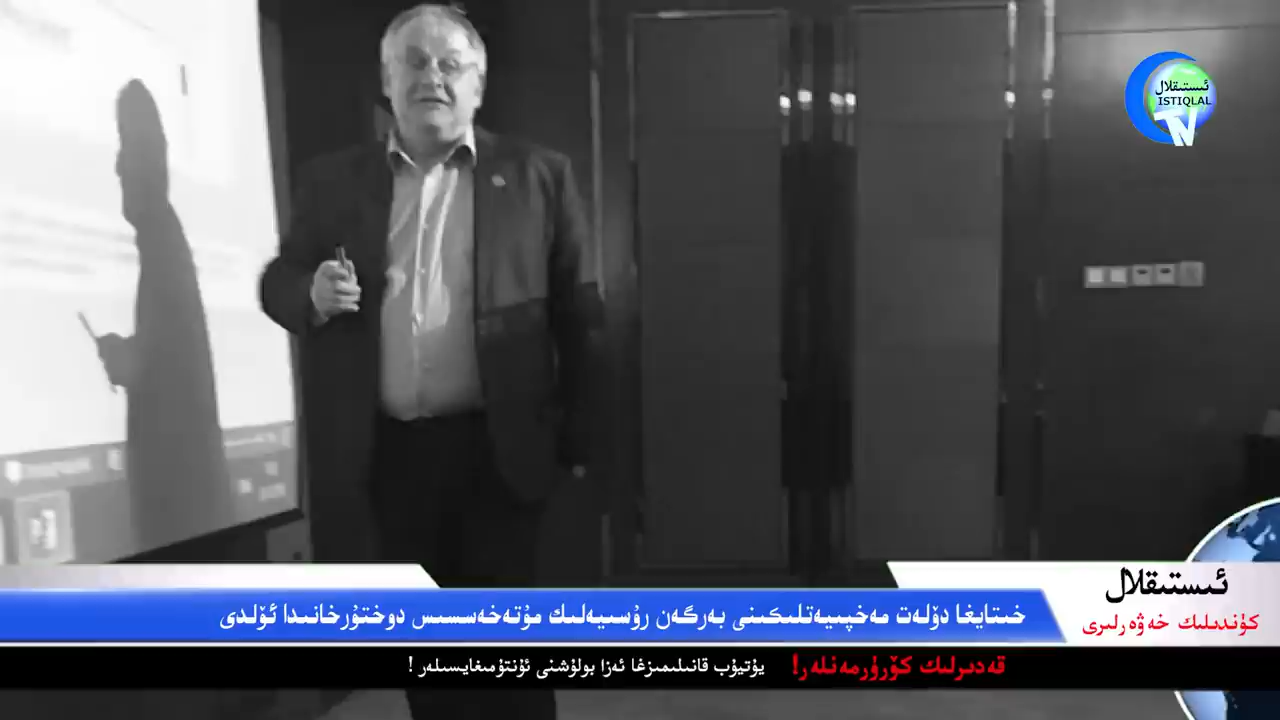 ئىستىقلال
ISTIQLAL
TV
ئىستىقلال
كۈندىلىك خەۋەرلىرى
خىتايغا دۆلەت مەخپىيەتلىكىنى بەرگەن رۇسىيەلىك مۇتەخەسسىس دوختۇرخانىدا ئۆلدى
قەدىرلىك كۆرۈرمەنلەر! يۇتيۇب قانىلىمىزغا ئەزا بولۇشنى ئۇنتۇمىغايسىلەر !